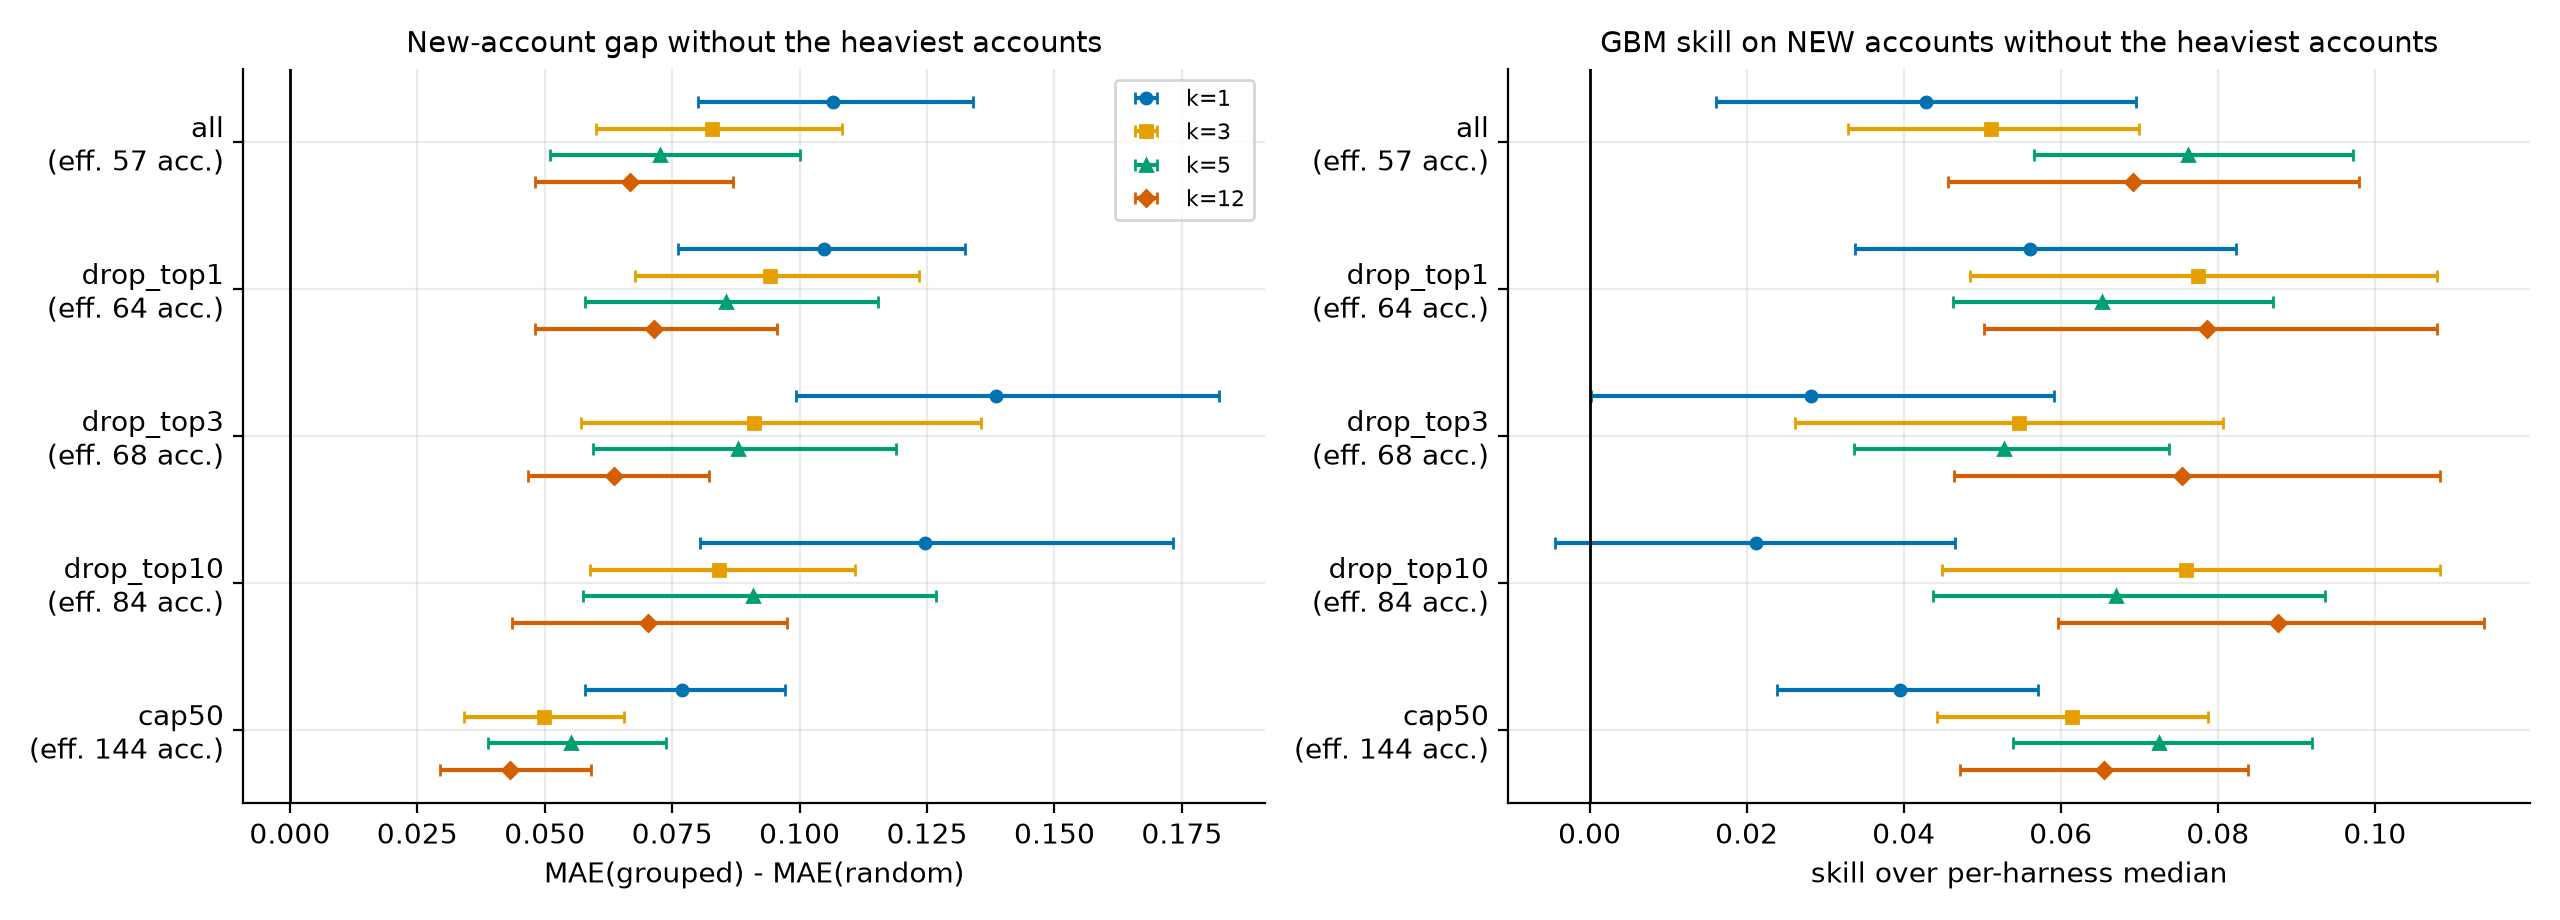 New-account gap without the heaviest accounts
k=1
k=3
k=5
k=12
all
(eff. 57 acc.)
drop_top1
(eff. 64 acc.)
drop_top3
(eff. 68 acc.)
drop_top10
(eff. 84 acc.)
cap50
(eff. 144 acc.)
0.000 0.025 0.050 0.075 0.100 0.125 0.150 0.175
MAE(grouped) - MAE(random)
GBM skill on NEW accounts without the heaviest accounts
all
(eff. 57 acc.)
drop_top1
(eff. 64 acc.)
drop_top3
(eff. 68 acc.)
drop_top10
(eff. 84 acc.)
cap50
(eff. 144 acc.)
0.00 0.02 0.04 0.06 0.08 0.10
skill over per-harness median